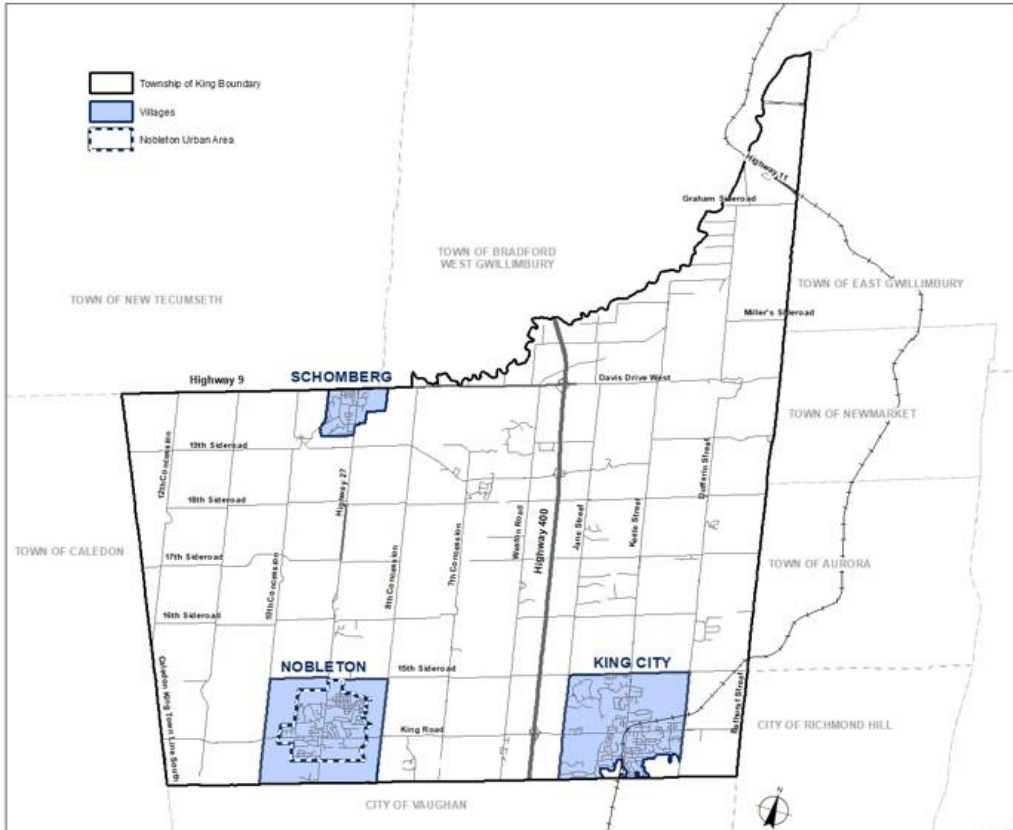 Township of King Boundary
Villages
Nobleton Urban Area
Highway 11
Graham Sideroad
TOWN OF BRADFORD
WEST GWILLIMBURY
TOWN OF EAST GWILLIMBURY
TOWN OF NEW TECUMSETH
Miller's Sideroad
Highway 9
SCHOMBERG
Davis Drive West
TOWN OF NEWMARKET
19th Sideroad
12th Concession
Highway 27
Dufferin Street
18th Sideroad
Weston Road
Highway 400
Jane Street
Keele Street
TOWN OF CALEDON
17th Sideroad
10th Concession
8th Concession
7th Concession
TOWN OF AURORA
16th Sideroad
NOBLETON
15th Sideroad
KING CITY
Caledon King Town Line South
King Road
Bathurst Street
CITY OF RICHMOND HILL
CITY OF VAUGHAN
N